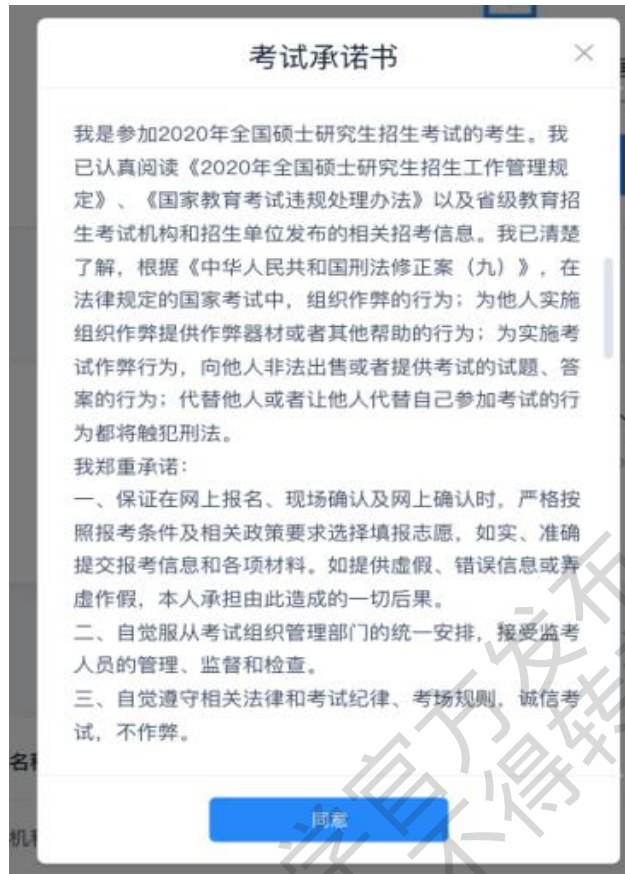 考试承诺书
我是参加2020年全国硕士研究生招生考试的考生。我
已认真阅读《2020年全国硕士研究生招生工作管理规
定》、《国家教育考试违规处理办法》以及省级教育招
生考试机构和招生单位发布的相关招考信息。我已清楚
了解，根据《中华人民共和国刑法修正案（九）》，在
法律规定的国家考试中，组织作弊的行为；为他人实施
组织作弊提供作弊器材或者其他帮助的行为；为实施考
试作弊行为，向他人非法出售或者提供考试的试题、答
案的行为；代替他人或者让他人代替自己参加考试的行
为都将触犯刑法。
我郑重承诺：
一、保证在网上报名、现场确认及网上确认时，严格按
照报考条件及相关政策要求选择填报志愿，如实、准确
提交报考信息和各项材料。如提供虚假、错误信息或弄
虚作假，本人承担由此造成的一切后果。
二、自觉服从考试组织管理部门的统一安排，接受监考
人员的管理、监督和检查。
三、自觉遵守相关法律和考试纪律、考场规则，诚信考
试，不作弊。
名
机
同意
学官方发布
不得转